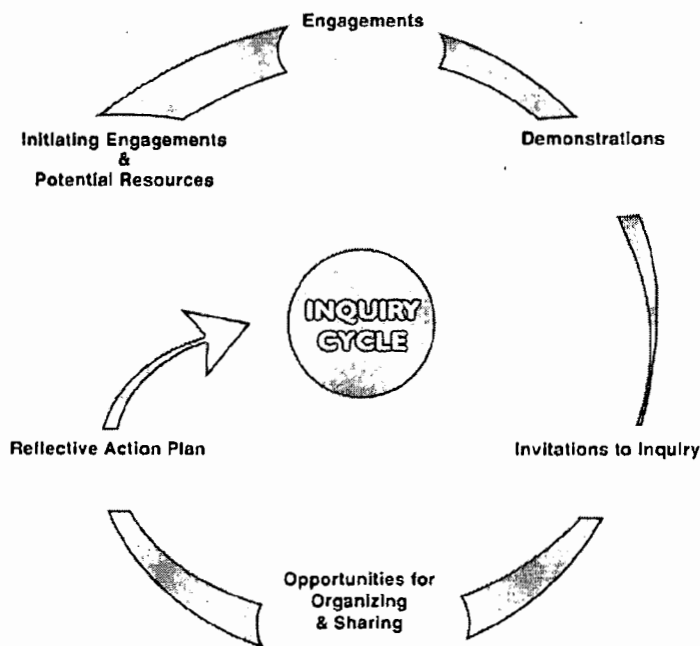 Engagements
Initiating Engagements
&
Potential Resources
Demonstrations
INQUIRY
CYCLE
Reflective Action Plan
Invitations to Inquiry
Opportunities for
Organizing
& Sharing